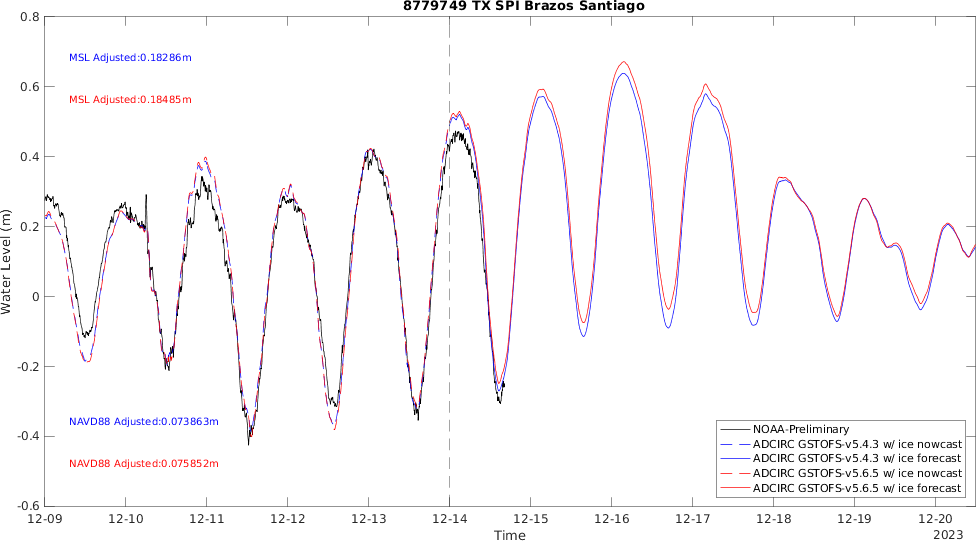 8779749 TX SPI Brazos Santiago
0.8
0.6
0.4
0.2
0
-0.2
-0.4
-0.6
Water Level (m)
MSL Adjusted:0.18286m
MSL Adjusted:0.18485m
NAVD88 Adjusted:0.073863m
NAVD88 Adjusted:0.075852m
NOAA-Preliminary
ADCIRC GSTOFS-v5.4.3 w/ ice nowcast
ADCIRC GSTOFS-v5.4.3 w/ ice forecast
ADCIRC GSTOFS-v5.6.5 w/ ice nowcast
ADCIRC GSTOFS-v5.6.5 w/ ice forecast
12-09 12-10 12-11 12-12 12-13 12-14 12-15 12-16 12-17 12-18 12-19 12-20
2023
Time